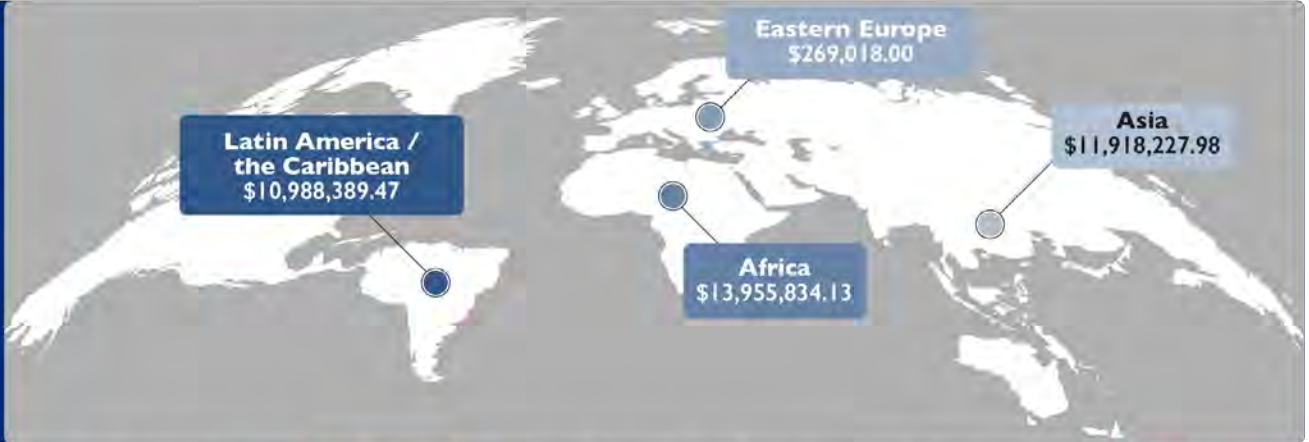 Eastern Europe
$269,018.00
Asia
$11,918,227.98
Latin America /
the Caribbean
$10,988,389.47
Africa
$13,955,834.13